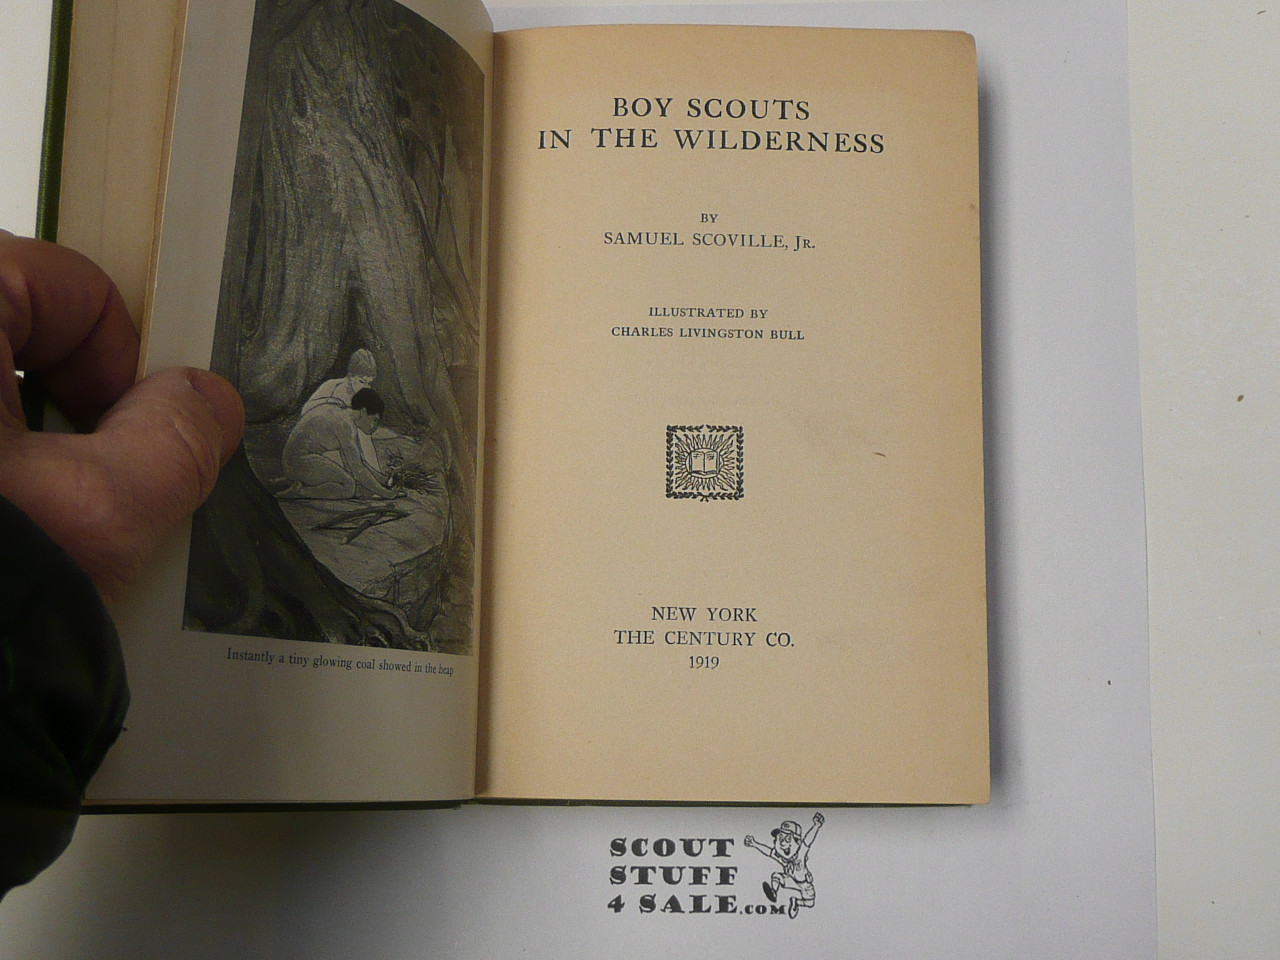 Instantly a tiny glowing coal showed in the heap
BOY SCOUTS
IN THE WILDERNESS
BY
SAMUEL SCOVILLE, Jr.
ILLUSTRATED BY
CHARLES LIVINGSTON BULL
NEW YORK
THE CENTURY CO.
1919
SCOUT
STUFF
4 SALE.COM